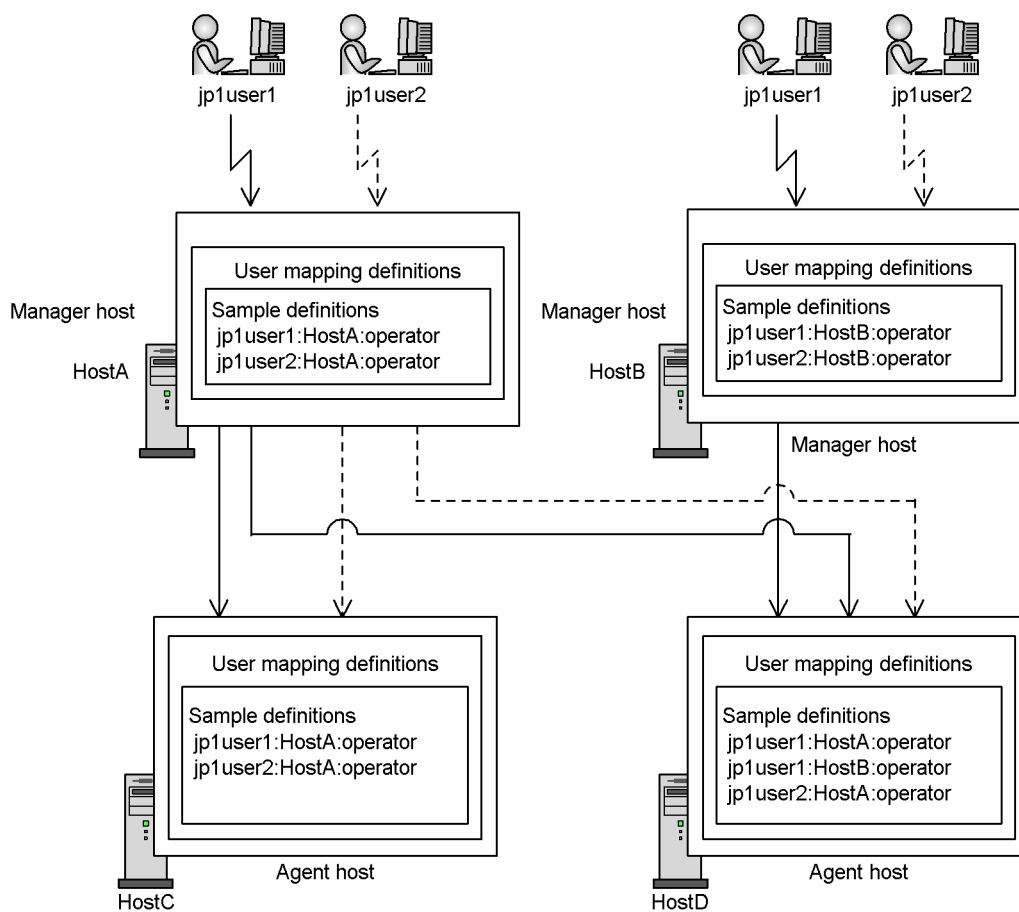 jp1user1
jp1user2
jp1user1
jp1user2
Manager host
HostA
User mapping definitions
Sample definitions
jp1user1:HostA:operator
jp1user2:HostA:operator
Manager host
HostB
User mapping definitions
Sample definitions
jp1user1:HostB:operator
jp1user2:HostB:operator
Manager host
User mapping definitions
Sample definitions
jp1user1:HostA:operator
jp1user2:HostA:operator
Agent host
HostC
User mapping definitions
Sample definitions
jp1user1:HostA:operator
jp1user1:HostB:operator
jp1user2:HostA:operator
Agent host
HostD